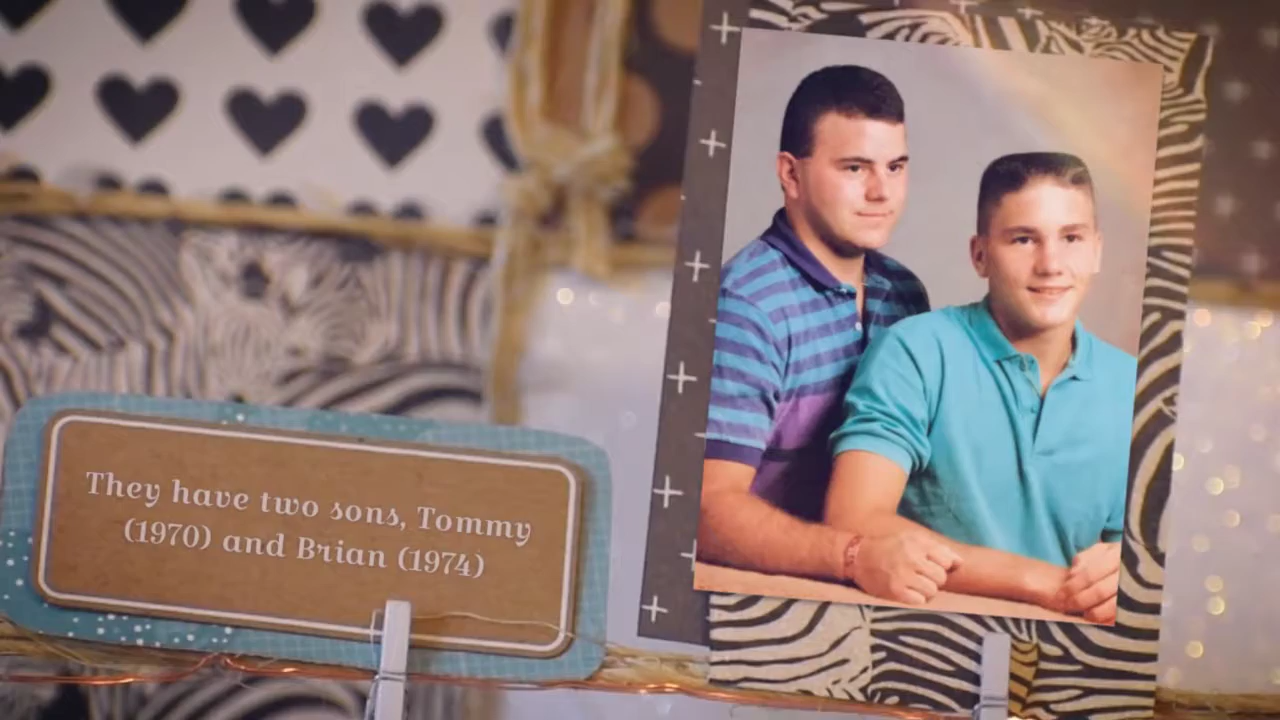 They have two sons, Tommy
(1970) and Brian (1974)